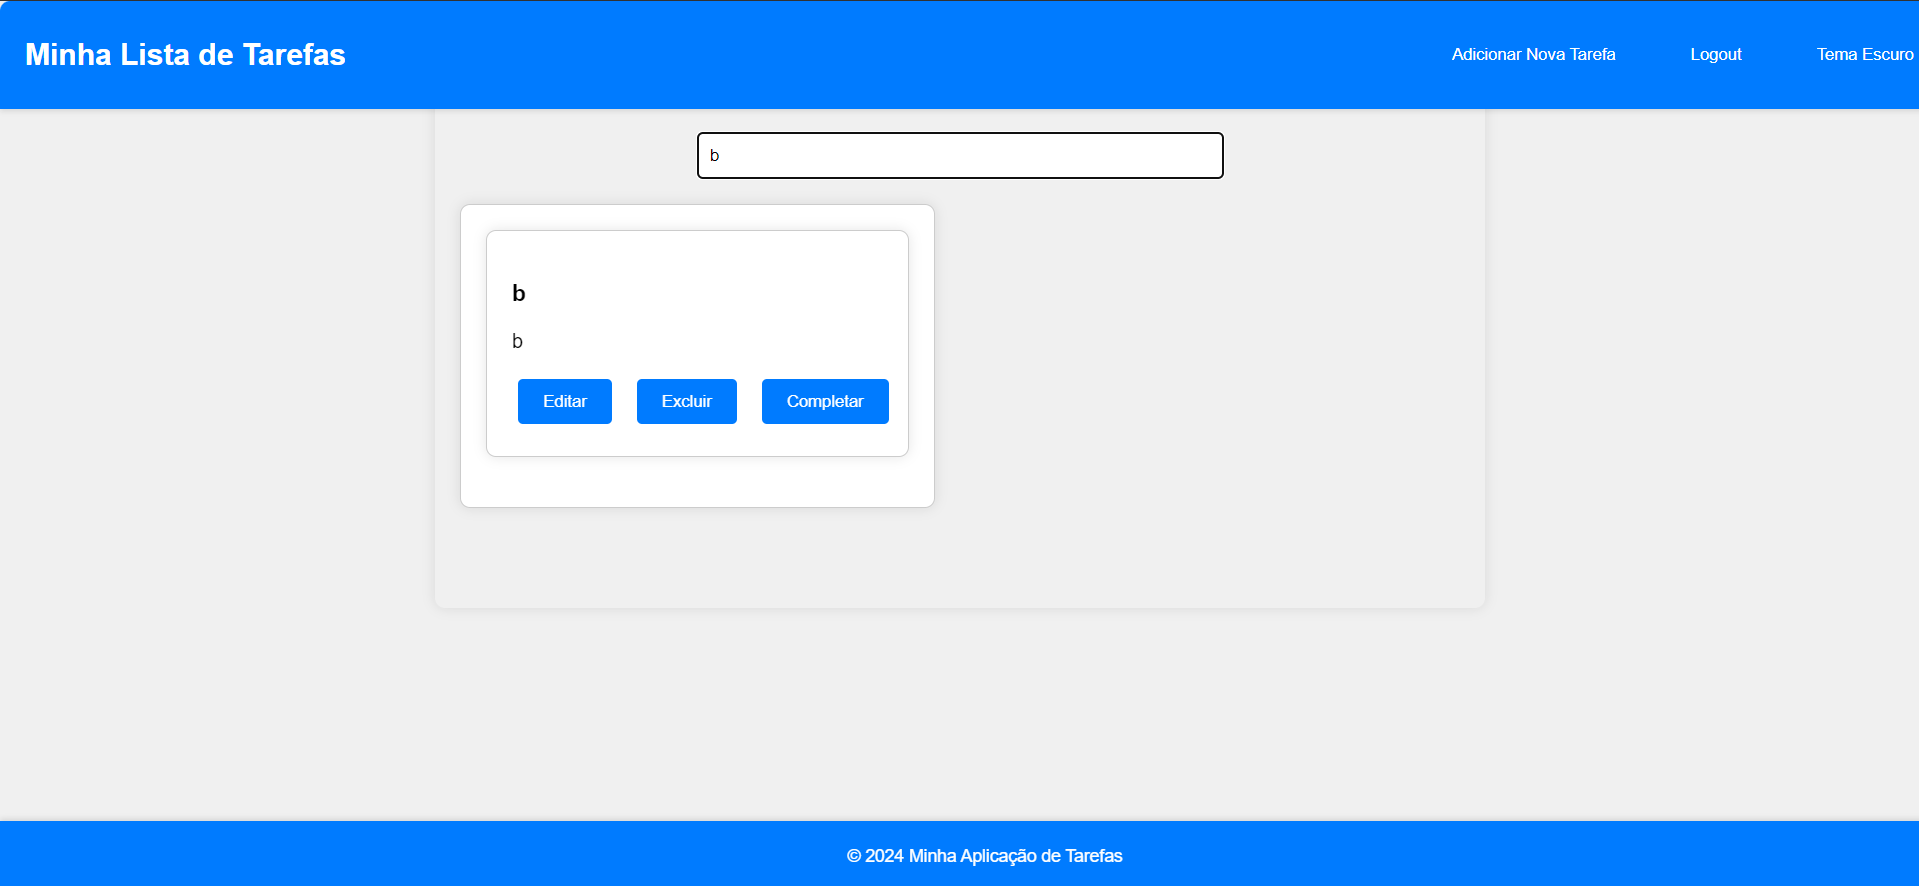 Minha Lista de Tarefas
Adicionar Nova Tarefa
Logout
Tema Escuro
b
b
b
Editar
Excluir
Completar
© 2024 Minha Aplicação de Tarefas